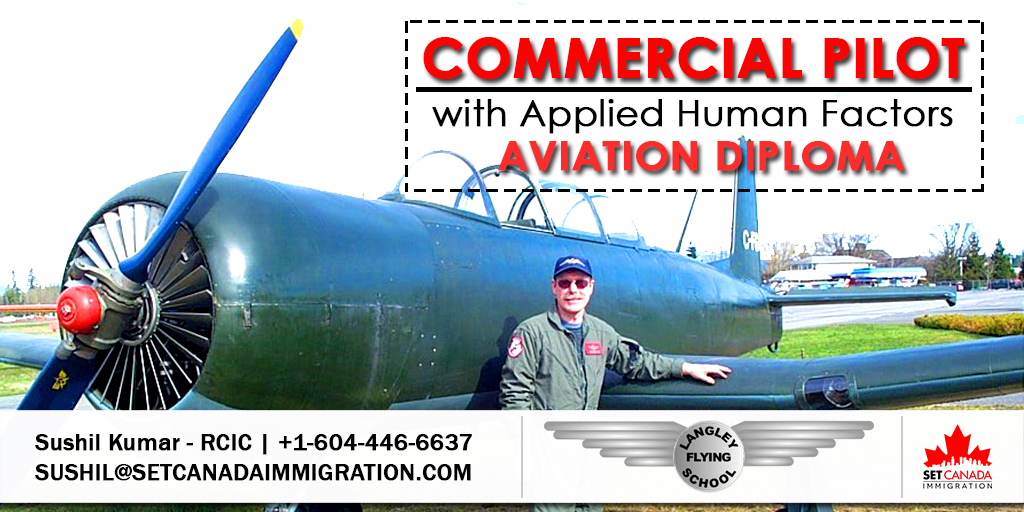 COMMERCIAL PILOT
with Applied Human Factors
AVIATION DIPLOMA
Sushil Kumar - RCIC | +1-604-446-6637
SUSHIL@SETCANADAIMMIGRATION.COM
LANGLEY
FLYING
SCHOOL
SET CANADA
IMMIGRATION